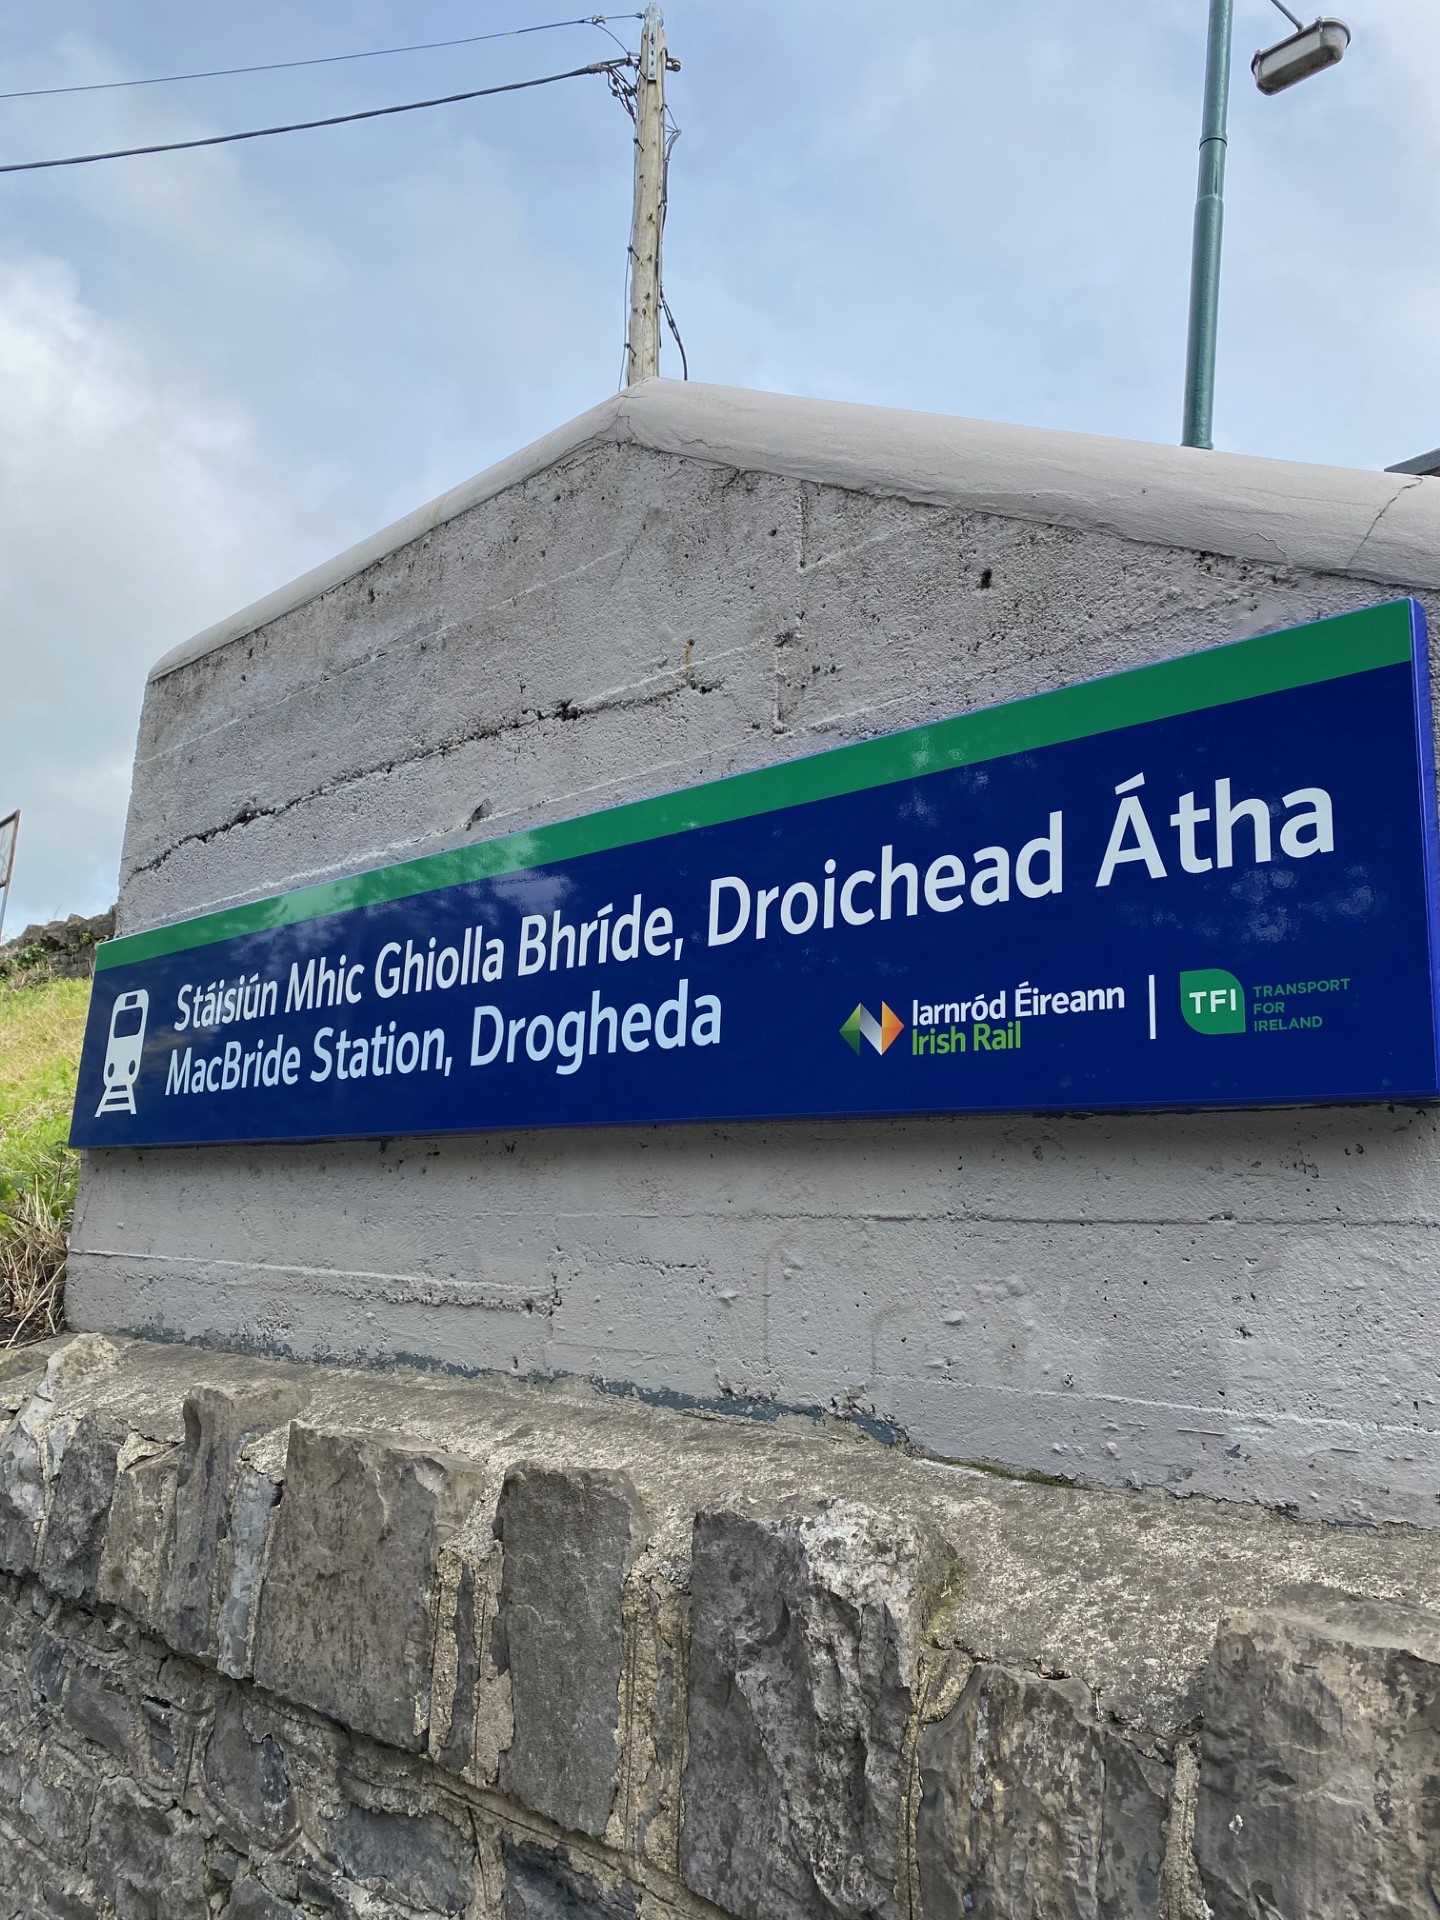 Stáisiún Mhic Ghiolla Bhríde, Droichead Átha
MacBride Station, Drogheda
Iarnród Éireann
Irish Rail
TFI
TRANSPORT
FOR
IRELAND